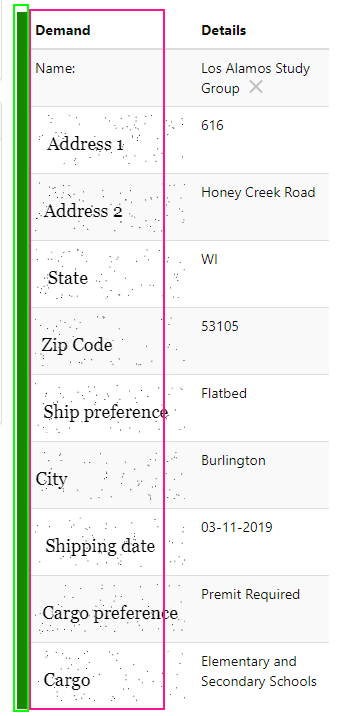 Demand Details
Name: Los Alamos Study
Group
Address 1 616
Address 2 Honey Creek Road
State WI
Zip Code 53105
Ship preference Flatbed
City Burlington
Shipping date 03-11-2019
Cargo preference Premit Required
Cargo Elementary and
Secondary Schools